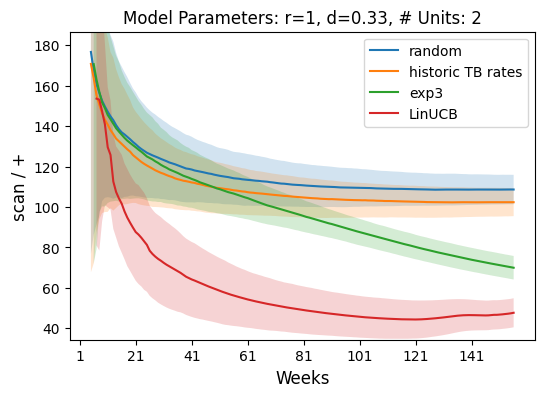 Model Parameters: r=1, d=0.33, # Units: 2
random
historic TB rates
exp3
LinUCB
scan / +
180
160
140
120
100
80
60
40
1 21 41 61 81 101 121 141
Weeks